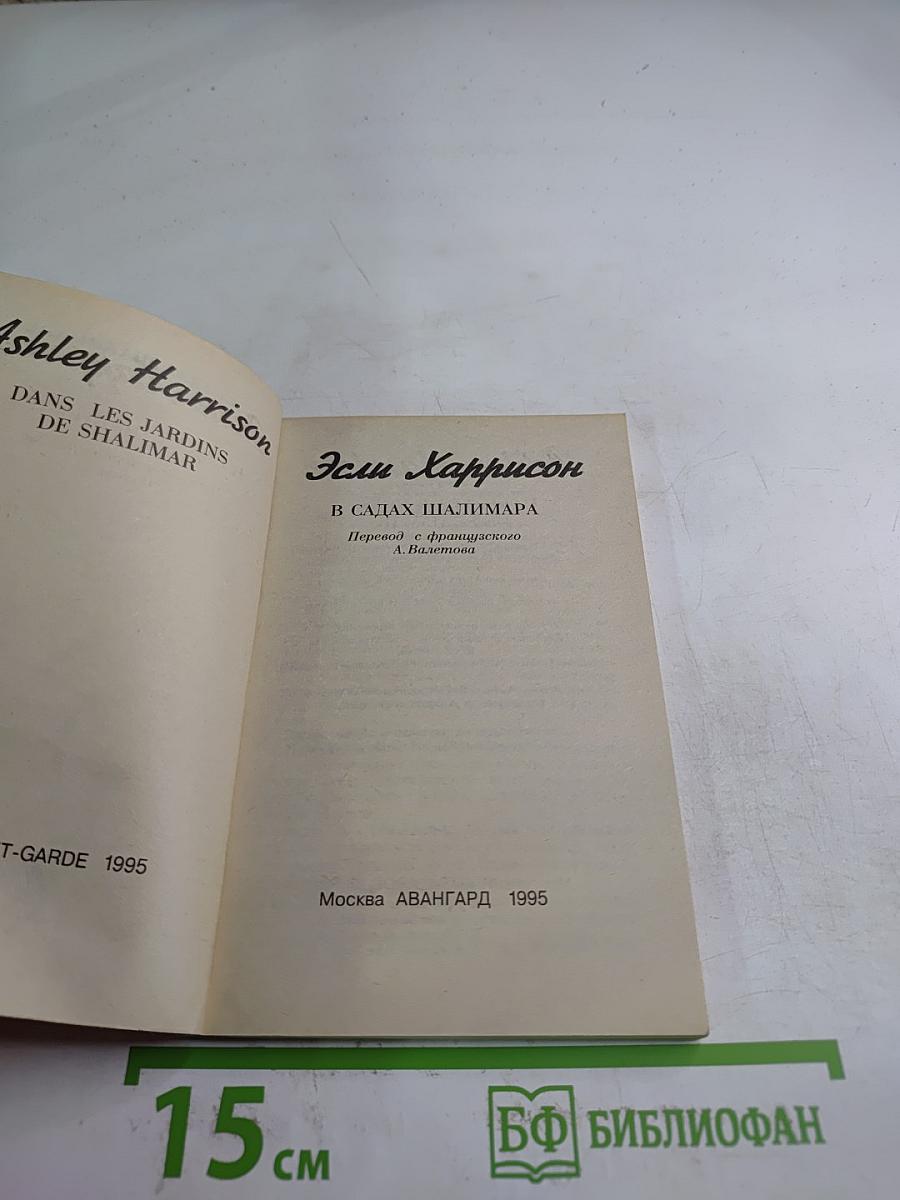 Ashley Harrison
DANS LES JARDINS
DE SHALIMAR
T-GARDE 1995
Эсли Харрисон
В САДАХ ШАЛИМАРА
Перевод с французского
А.Валетова
Москва АВАНГАРД 1995
15 см
БФ БИБЛИОФАН